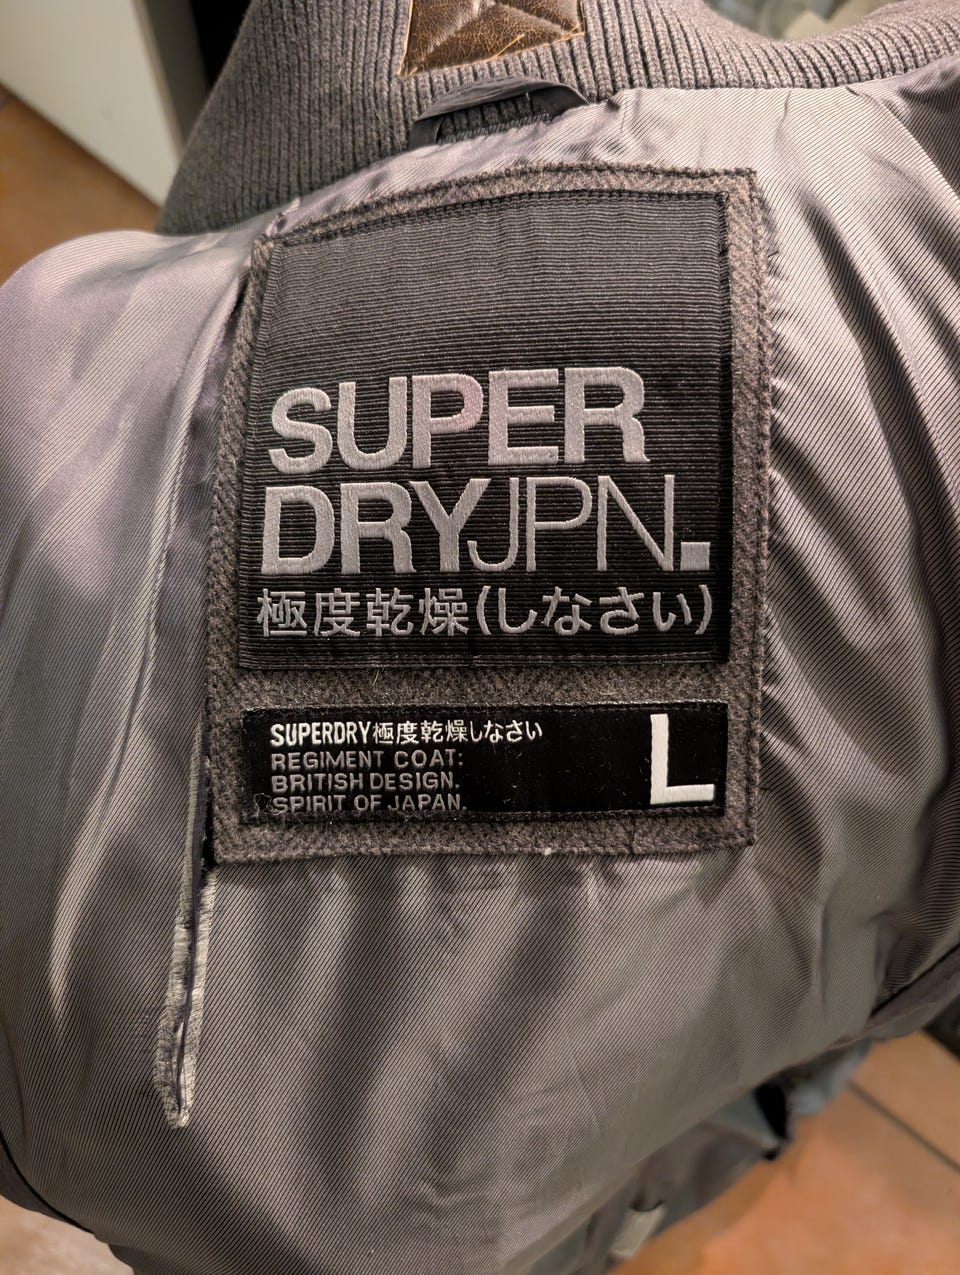 SUPER
DRYJPN.
極度乾燥(しなさい)
SUPERDRY極度乾燥しなさい
REGIMENT COAT:
BRITISH DESIGN.
SPIRIT OF JAPAN.
L